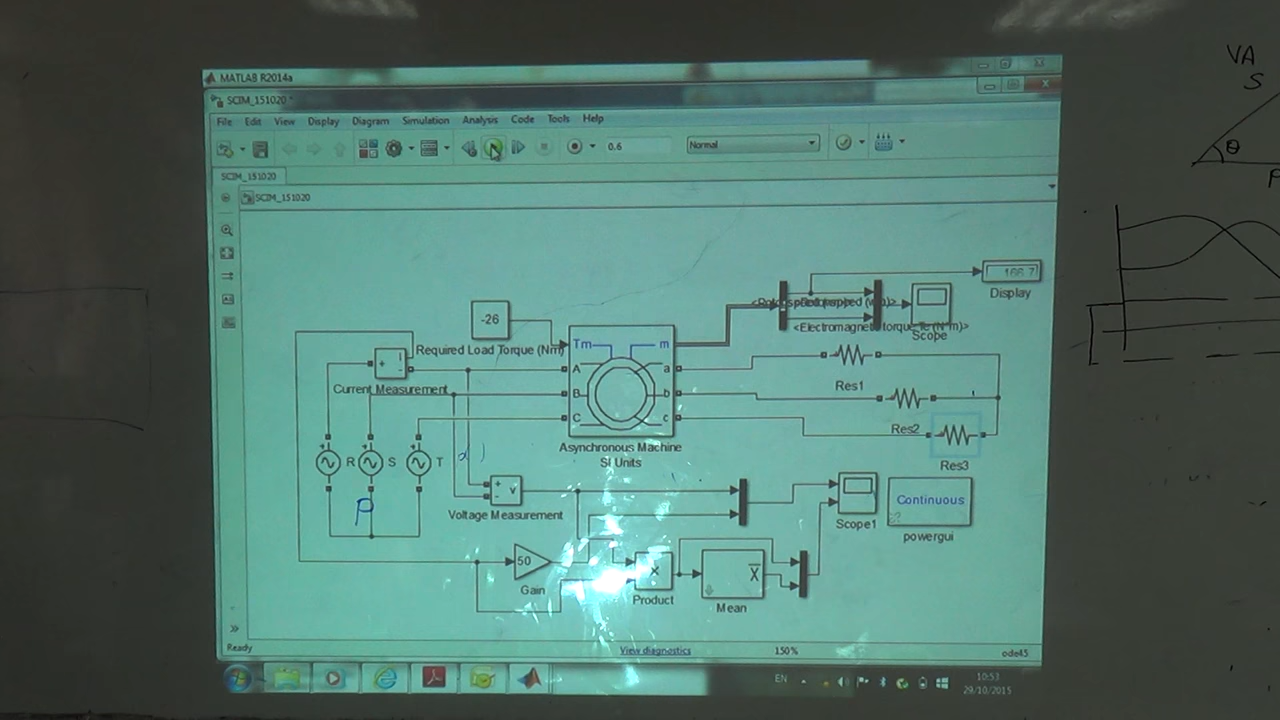 MATLAB R2014a
SCIM_151020 *
File Edit View Display Diagram Simulation Analysis Code Tools Help
0.6 Normal
SCIM_151020
SCIM_151020
166.7
Display
-26
Required Load Torque (Nm)
Tm m
<Electromagnetic torque Te (N*m)>
Scope
A a
B b
C c
Current Measurement
Res1
Res2
Res3
Asynchronous Machine
SI Units
R S T
P
+ - v
Voltage Measurement
Scope1
Continuous
powergui
50
Gain
×
Product
X
Mean
Ready View diagnostics 150% ode45
EN
10:53
29/10/2015
VA
S
θ
P